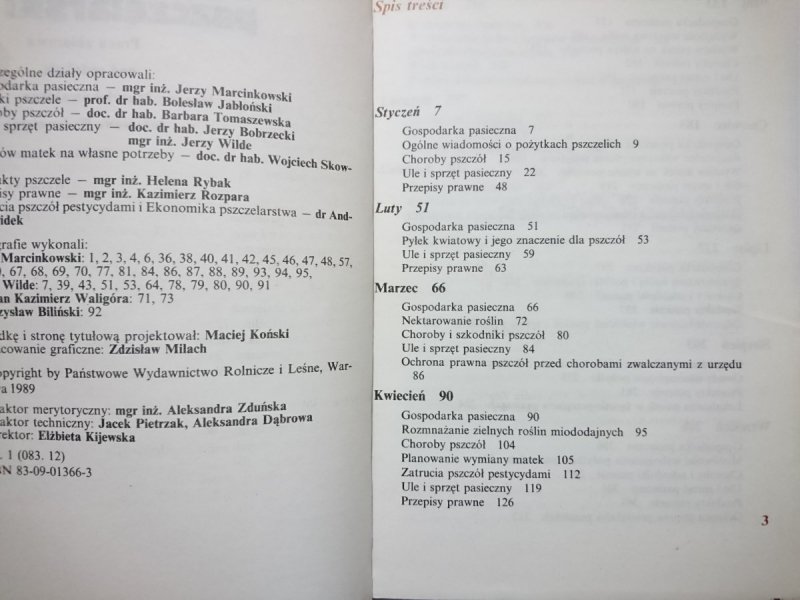 zególne działy opracowali:
odarka pasieczna — mgr inż. Jerzy Marcinkowski
ki pszczele — prof. dr hab. Bolesław Jabłoński
oby pszczół — doc. dr hab. Barbara Tomaszewska
sprzęt pasieczny — doc. dr hab. Jerzy Bobrzecki
mgr inż. Jerzy Wilde
ów matek na własne potrzeby — doc. dr hab. Wojciech Skow-
kty pszczele — mgr inż. Helena Rybak
isy prawne — mgr inż. Kazimierz Rozpara
cia pszczół pestycydami i Ekonomika pszczelarstwa — dr And-
idek
grafie wykonali:
Marcinkowski: 1, 2, 3, 4, 6, 36, 38, 40, 41, 42, 45, 46, 47, 48, 57,
, 67, 68, 69, 70, 77, 81, 84, 86, 87, 88, 89, 93, 94, 95,
Wilde: 7, 39, 43, 51, 53, 64, 78, 79, 80, 90, 91
an Kazimierz Waligóra: 71, 73
zysław Biliński: 92
dkę i stronę tytułową projektował: Maciej Koński
acowanie graficzne: Zdzisław Milach
opyright by Państwowe Wydawnictwo Rolnicze i Leśne, War-
a 1989
aktor merytoryczny: mgr inż. Aleksandra Zduńska
aktor techniczny: Jacek Pietrzak, Aleksandra Dąbrowa
rektor: Elżbieta Kijewska
. 1 (083. 12)
BN 83-09-01366-3
Spis treści
Styczeń 7
Gospodarka pasieczna 7
Ogólne wiadomości o pożytkach pszczelich 9
Choroby pszczół 15
Ule i sprzęt pasieczny 22
Przepisy prawne 48
Luty 51
Gospodarka pasieczna 51
Pyłek kwiatowy i jego znaczenie dla pszczół 53
Ule i sprzęt pasieczny 59
Przepisy prawne 63
Marzec 66
Gospodarka pasieczna 66
Nektarowanie roślin 72
Choroby i szkodniki pszczół 80
Ule i sprzęt pasieczny 84
Ochrona prawna pszczół przed chorobami zwalczanymi z urzędu
86
Kwiecień 90
Gospodarka pasieczna 90
Rozmnażanie zielnych roślin miododajnych 95
Choroby pszczół 104
Planowanie wymiany matek 105
Zatrucia pszczół pestycydami 112
Ule i sprzęt pasieczny 119
Przepisy prawne 126
3